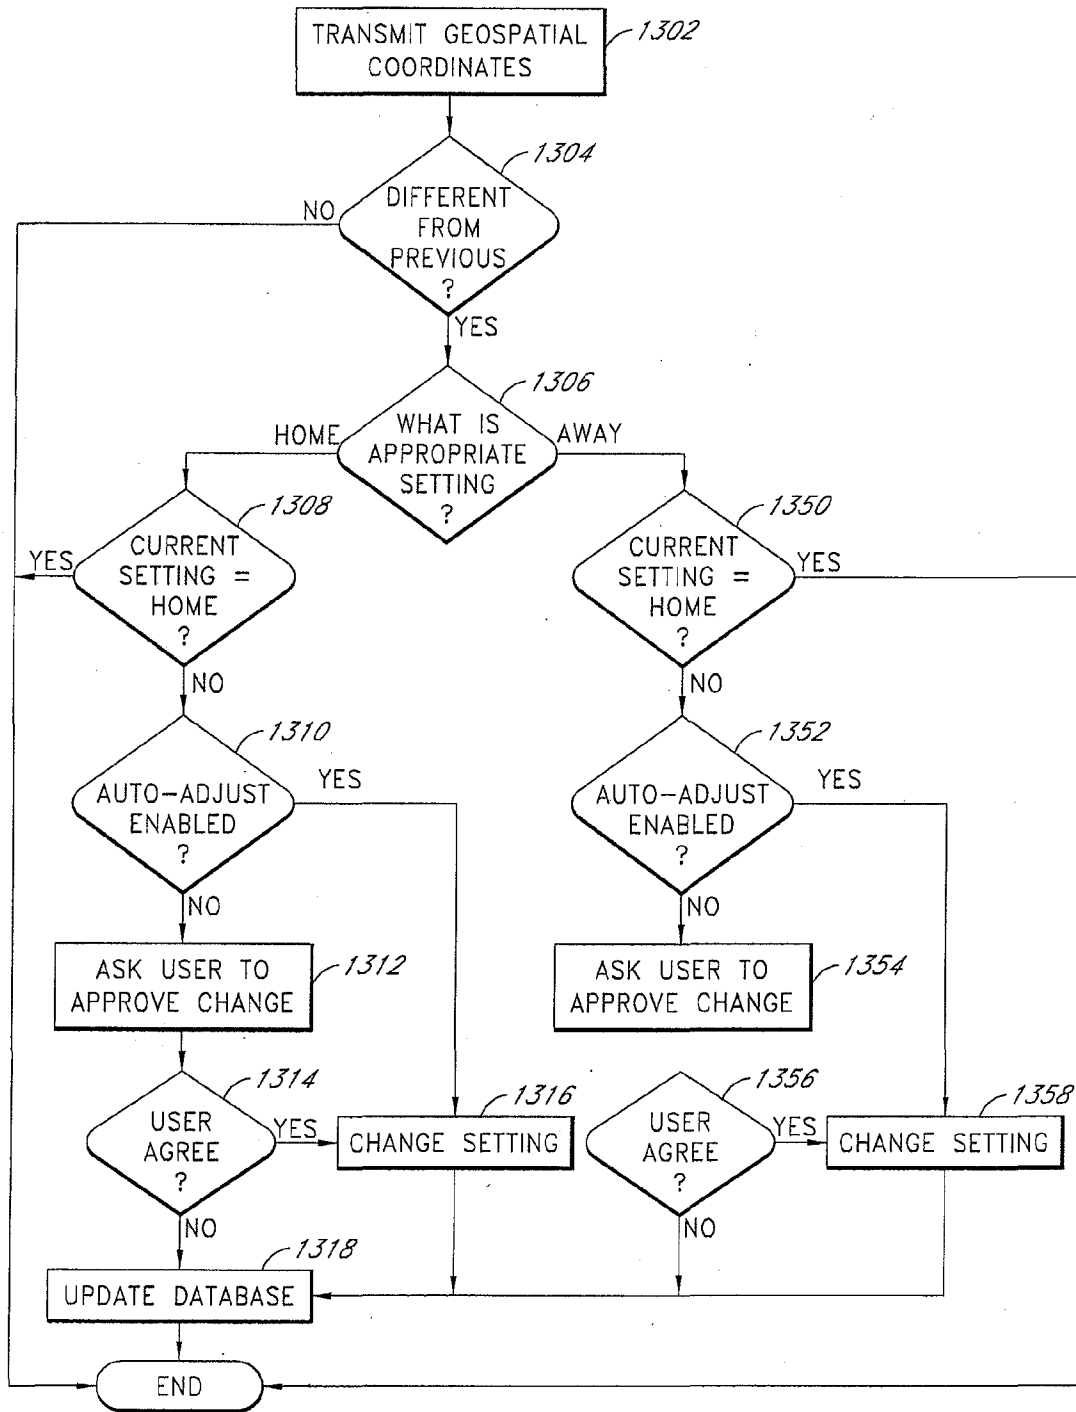 TRANSMIT GEOSPATIAL
COORDINATES
1302
1304
DIFFERENT
FROM
PREVIOUS
?
NO
YES
1306
WHAT IS
APPROPRIATE
SETTING
?
HOME
AWAY
1308
CURRENT
SETTING =
HOME
?
YES
NO
1350
CURRENT
SETTING =
HOME
?
YES
NO
1310
AUTO-ADJUST
ENABLED
?
YES
NO
1352
AUTO-ADJUST
ENABLED
?
YES
NO
ASK USER TO
APPROVE CHANGE
1312
ASK USER TO
APPROVE CHANGE
1354
1314
USER
AGREE
?
YES
NO
1316
CHANGE SETTING
1356
USER
AGREE
?
YES
NO
1358
CHANGE SETTING
1318
UPDATE DATABASE
END